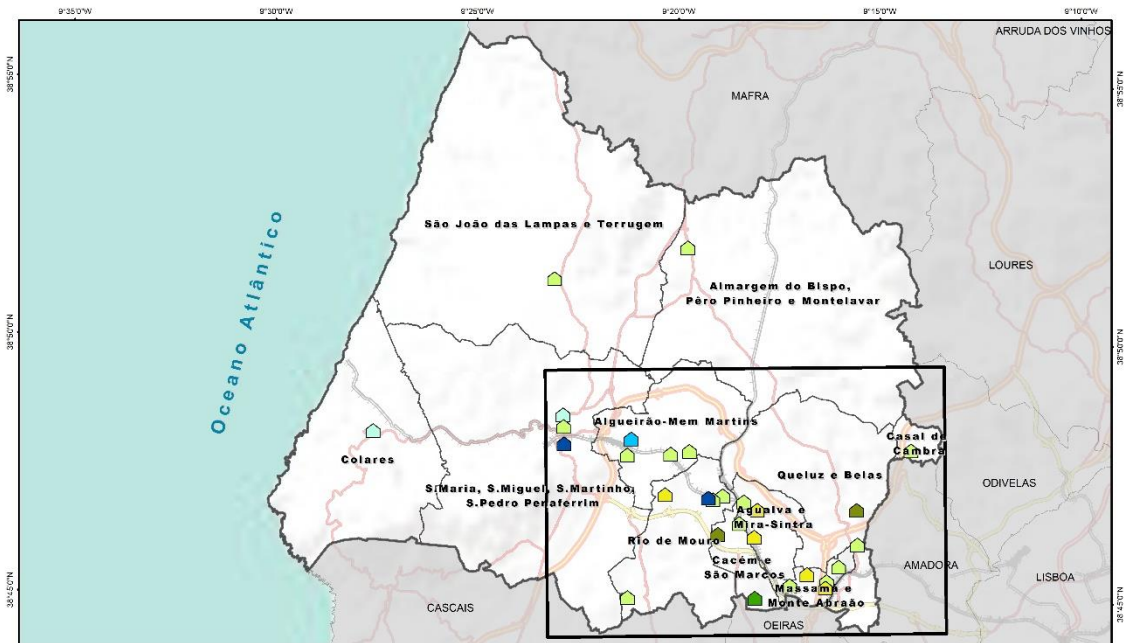 9°35'0"W
9°30'0"W
9°25'0"W
9°20'0"W
9°15'0"W
9°10'0"W
ARRUDA DOS VINHOS
38°55'0"N
38°55'0"N
MAFRA
São João das Lampas e Terrugem
LOURES
Almargem do Bispo,
Pêro Pinheiro e Montelavar
Oceano Atlântico
38°50'0"N
38°50'0"N
Algueirão-Mem Martins
Casal de
Cambra
Colares
Queluz e Belas
S.Maria, S.Miguel, S.Martinho,
S.Pedro Penaferrim
ODIVELAS
Agualva e
Mira-Sintra
Rio de Mouro
Cacém e
São Marcos
AMADORA
LISBOA
Massamá e
Monte Abraão
38°45'0"N
38°45'0"N
CASCAIS
OEIRAS